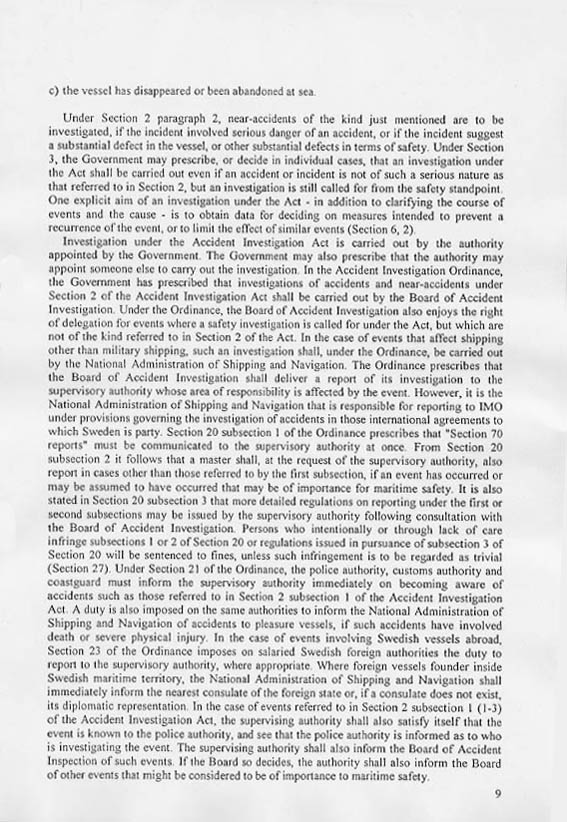 c) the vessel has disappeared or been abandoned at sea.
Under Section 2 paragraph 2, near-accidents of the kind just mentioned are to be
investigated, if the incident involved serious danger of an accident, or if the incident suggest
a substantial defect in the vessel, or other substantial defects in terms of safety. Under Section
3, the Government may prescribe, or decide in individual cases, that an investigation under
the Act shall be carried out even if an accident or incident is not of such a serious nature as
that referred to in Section 2, but an investigation is still called for from the safety standpoint.
One explicit aim of an investigation under the Act - in addition to clarifying the course of
events and the cause - is to obtain data for deciding on measures intended to prevent a
recurrence of the event, or to limit the effect of similar events (Section 6, 2).
Investigation under the Accident Investigation Act is carried out by the authority
appointed by the Government. The Government may also prescribe that the authority may
appoint someone else to carry out the investigation. In the Accident Investigation Ordinance,
the Government has prescribed that investigations of accidents and near-accidents under
Section 2 of the Accident Investigation Act shall be carried out by the Board of Accident
Investigation. Under the Ordinance, the Board of Accident Investigation also enjoys the right
of delegation for events where a safety investigation is called for under the Act, but which are
not of the kind referred to in Section 2 of the Act. In the case of events that affect shipping
other than military shipping, such an investigation shall, under the Ordinance, be carried out
by the National Administration of Shipping and Navigation. The Ordinance prescribes that
the Board of Accident Investigation shall deliver a report of its investigation to the
supervisory authority whose area of responsibility is affected by the event. However, it is the
National Administration of Shipping and Navigation that is responsible for reporting to IMO
under provisions governing the investigation of accidents in those international agreements to
which Sweden is party. Section 20 subsection 1 of the Ordinance prescribes that "Section 70
reports" must be communicated to the supervisory authority at once. From Section 20
subsection 2 it follows that a master shall, at the request of the supervisory authority, also
report in cases other than those referred to by the first subsection, if an event has occurred or
may be assumed to have occurred that may be of importance for maritime safety. It is also
stated in Section 20 subsection 3 that more detailed regulations on reporting under the first or
second subsections may be issued by the supervisory authority following consultation with
the Board of Accident Investigation. Persons who intentionally or through lack of care
infringe subsections 1 or 2 of Section 20 or regulations issued in pursuance of subsection 3 of
Section 20 will be sentenced to fines, unless such infringement is to be regarded as trivial
(Section 27). Under Section 21 of the Ordinance, the police authority, customs authority and
coastguard must inform the supervisory authority immediately on becoming aware of
accidents such as those referred to in Section 2 subsection 1 of the Accident Investigation
Act. A duty is also imposed on the same authorities to inform the National Administration of
Shipping and Navigation of accidents to pleasure vessels, if such accidents have involved
death or severe physical injury. In the case of events involving Swedish vessels abroad,
Section 23 of the Ordinance imposes on salaried Swedish foreign authorities the duty to
report to the supervisory authority, where appropriate. Where foreign vessels founder inside
Swedish maritime territory, the National Administration of Shipping and Navigation shall
immediately inform the nearest consulate of the foreign state or, if a consulate does not exist,
its diplomatic representation. In the case of events referred to in Section 2 subsection 1 (1-3)
of the Accident Investigation Act, the supervising authority shall also satisfy itself that the
event is known to the police authority, and see that the police authority is informed as to who
is investigating the event. The supervising authority shall also inform the Board of Accident
Inspection of such events. If the Board so decides, the authority shall also inform the Board
of other events that might be considered to be of importance to maritime safety.
9